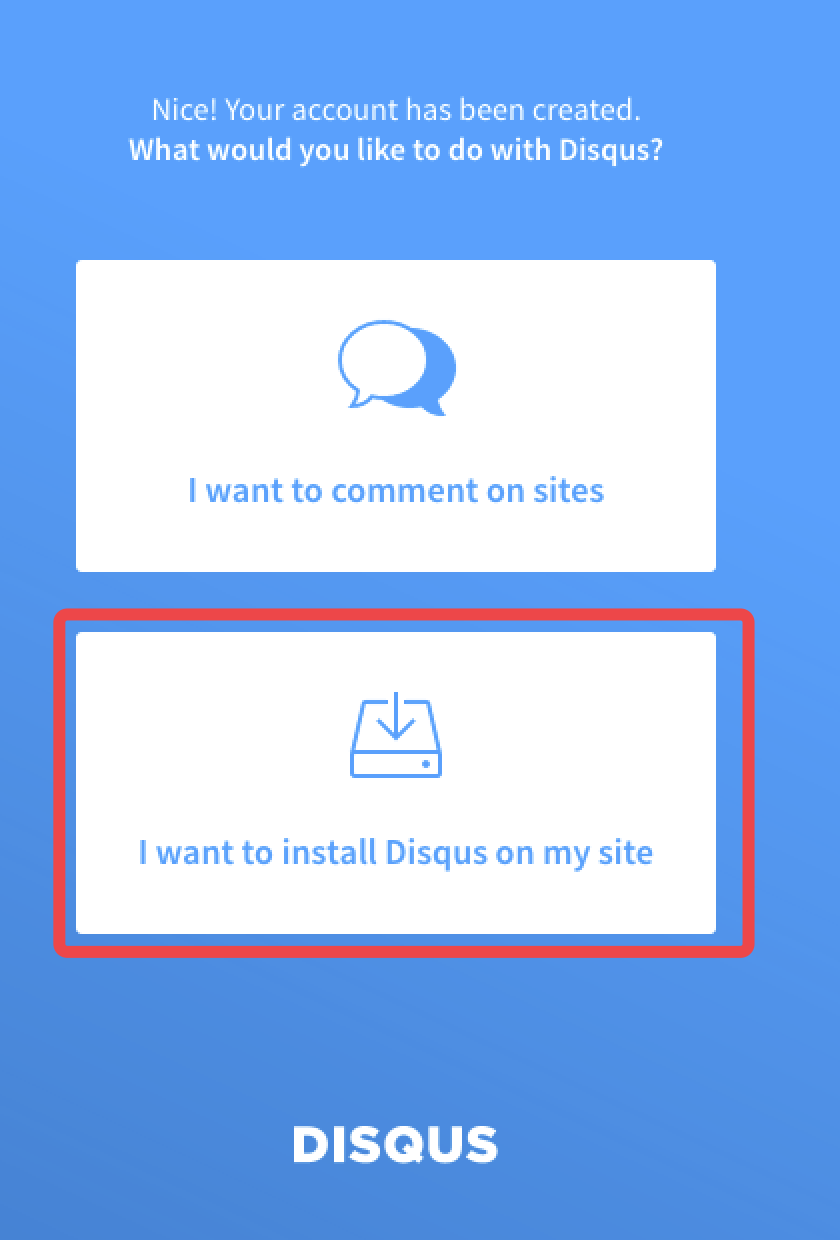 Nice! Your account has been created.
What would you like to do with Disqus?
I want to comment on sites
I want to install Disqus on my site
DISQUS